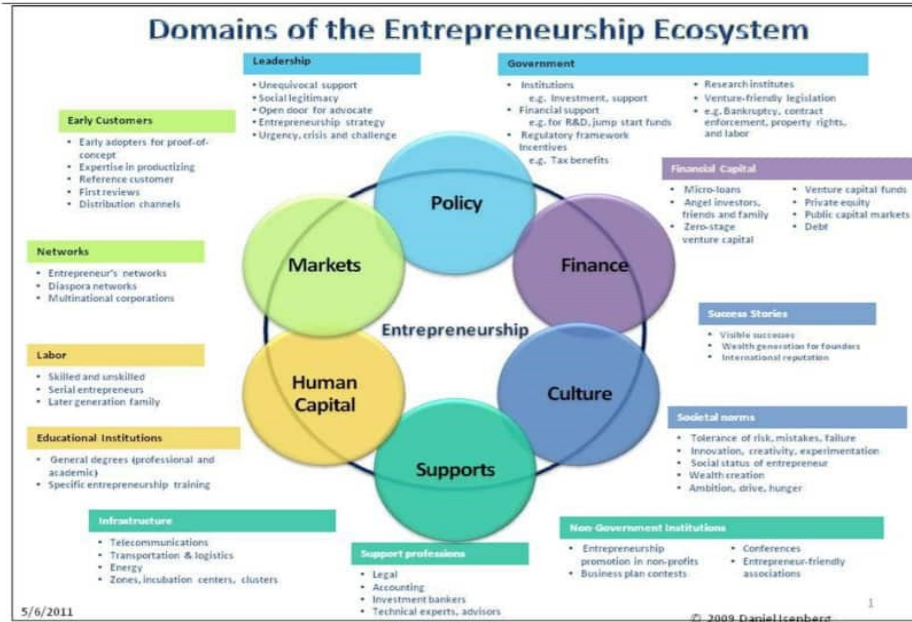 Domains of the Entrepreneurship Ecosystem
Leadership
• Unequivocal support
• Social legitimacy
• Open door for advocate
• Entrepreneurship strategy
• Urgency, crisis and challenge
Government
• Institutions
e.g. Investment, support
• Financial support
e.g. for R&D, jump start funds
• Regulatory framework
Incentives
e.g. Tax benefits
• Research institutes
• Venture-friendly legislation
• e.g. Bankruptcy, contract
enforcement, property rights,
and labor
Early Customers
• Early adopters for proof-of-
concept
• Expertise in productizing
• Reference customer
• First reviews
• Distribution channels
Financial Capital
• Micro-loans
• Angel investors,
friends and family
• Zero-stage
venture capital
• Venture capital funds
• Private equity
• Public capital markets
• Debt
Networks
• Entrepreneur's networks
• Diaspora networks
• Multinational corporations
Policy
Markets
Finance
Entrepreneurship
Human
Capital
Culture
Supports
Success Stories
• Visible successes
• Wealth generation for founders
• International reputation
Labor
• Skilled and unskilled
• Serial entrepreneurs
• Later generation family
Societal norms
• Tolerance of risk, mistakes, failure
• Innovation, creativity, experimentation
• Social status of entrepreneur
• Wealth creation
• Ambition, drive, hunger
Educational Institutions
• General degrees (professional and
academic)
• Specific entrepreneurship training
Infrastructure
• Telecommunications
• Transportation & logistics
• Energy
• Zones, incubation centers, clusters
Support professions
• Legal
• Accounting
• Investment bankers
• Technical experts, advisors
Non-Government Institutions
• Entrepreneurship
promotion in non-profits
• Business plan contests
• Conferences
• Entrepreneur-friendly
associations
5/6/2011
1
© 2009 Daniel Isenberg